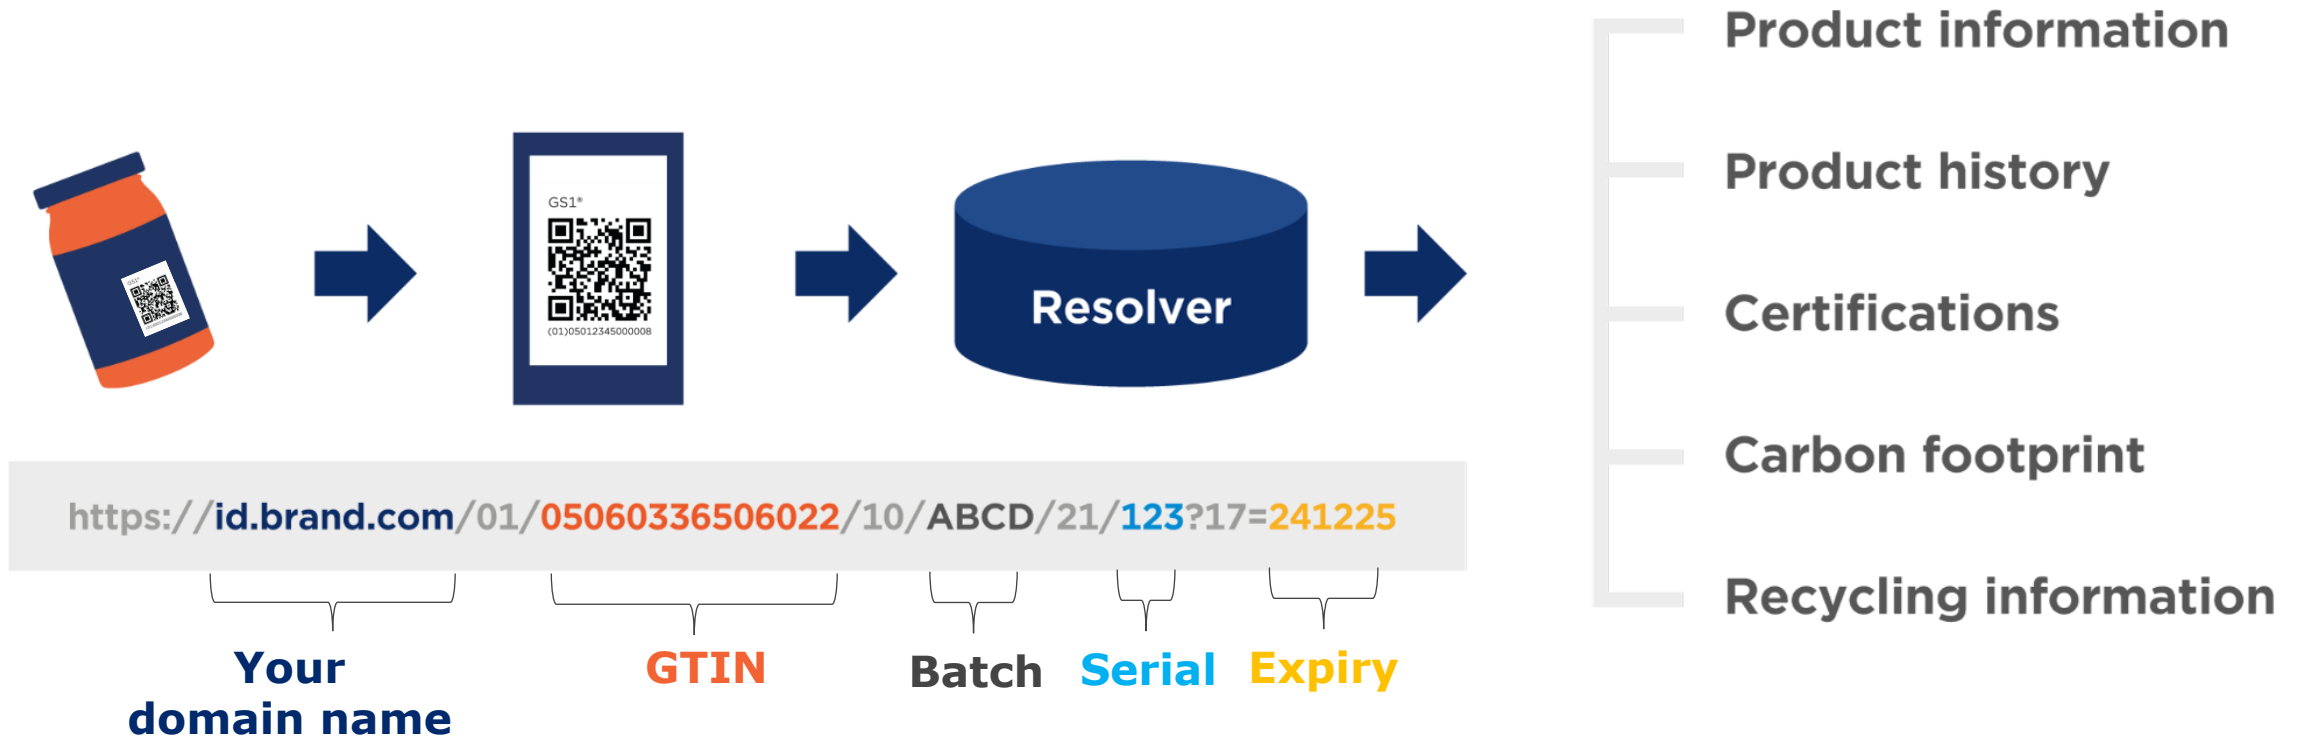 GS1®
(01)05012345000008
Resolver
Product information
Product history
Certifications
Carbon footprint
Recycling information
https://id.brand.com/01/05060336506022/10/ABCD/21/123?17=241225
Your
domain name
GTIN
Batch
Serial
Expiry